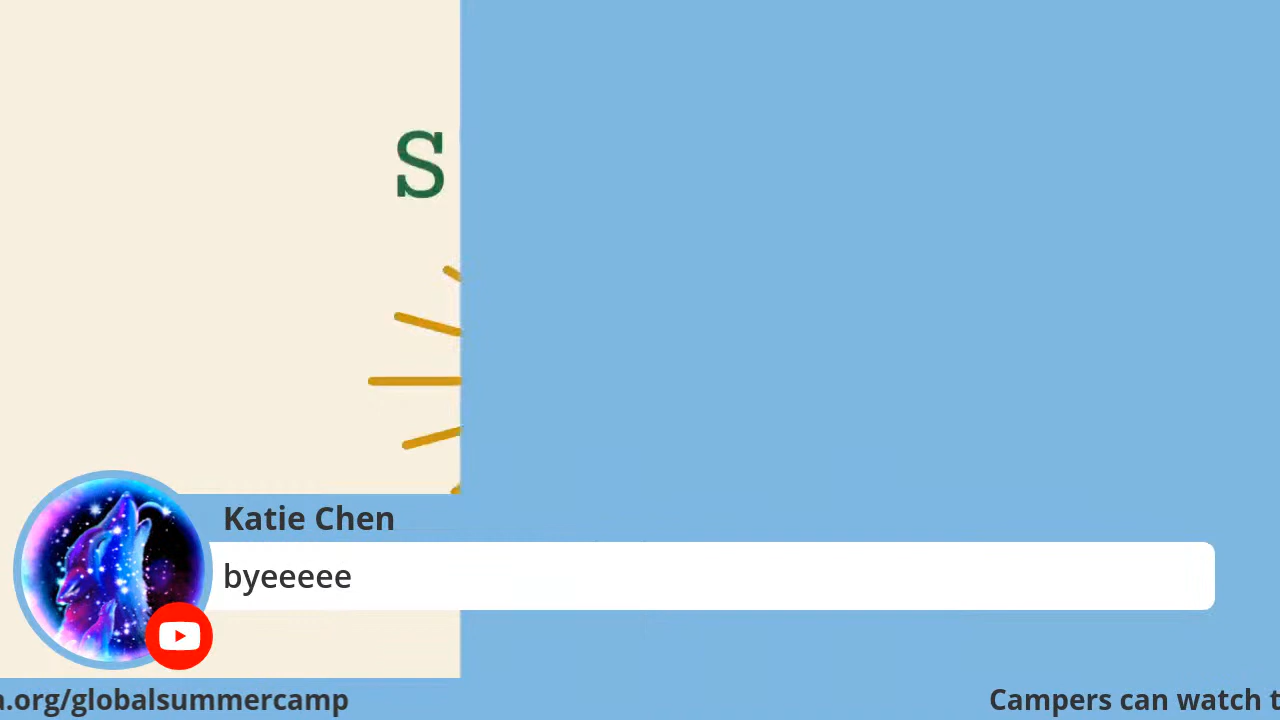 S
Katie Chen
byeeeee
a.org/globalsummercamp
Campers can watch t